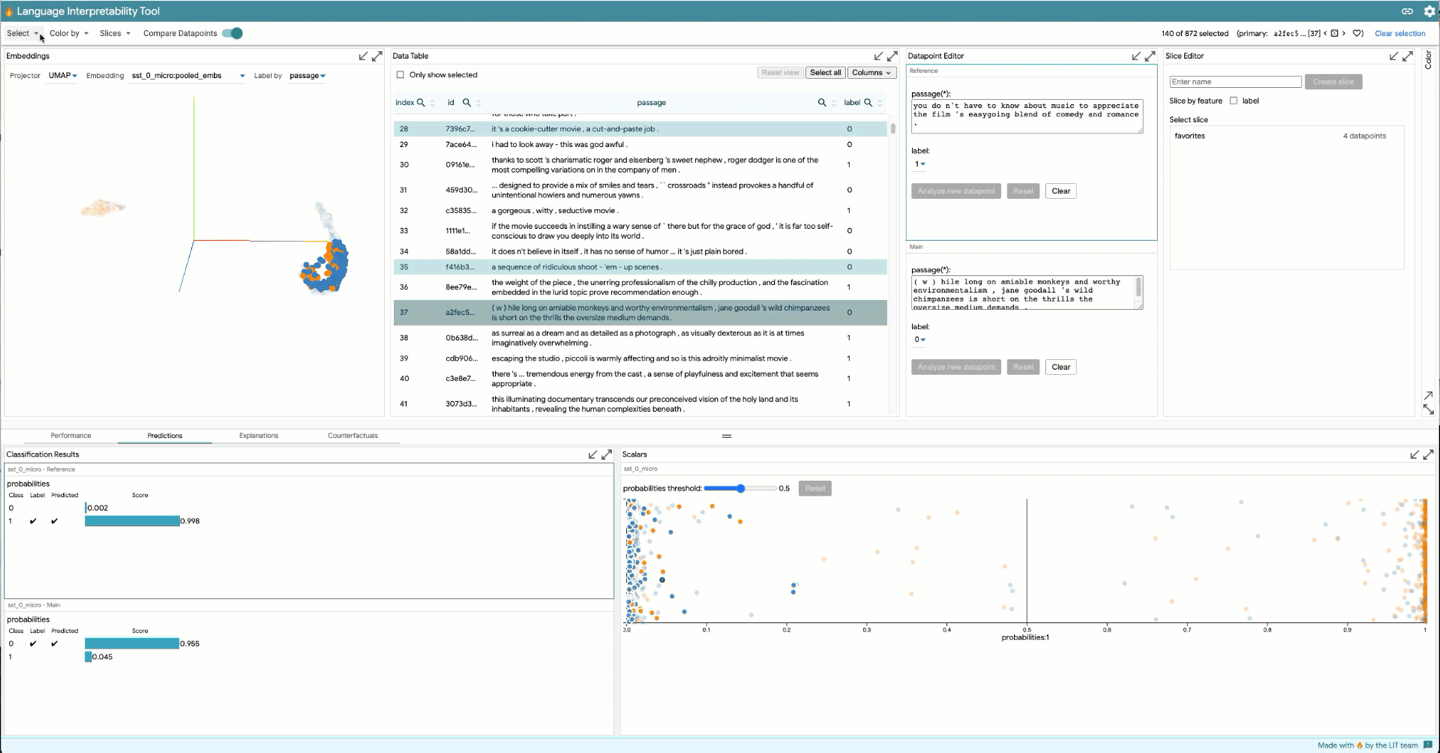 Language Interpretability Tool
Select Color by Slices Compare Datapoints 140 of 872 selected (primary: a2fec5 ... [37] < > ) Clear selection
Embeddings
Projector UMAP Embedding sst_0_micro:pooled_embs Label by passage
Data Table
Only show selected Reset view Select all Columns
index id passage label
for those who take part .
28 7396c7... it 's a cookie-cutter movie , a cut-and-paste job . 0
29 7ace64... i had to look away - this was god awful . 0
30 09161e... thanks to scott 's charismatic roger and eisenberg 's sweet nephew , roger dodger is one of the 1
most compelling variations on in the company of men .
31 459d30... ... designed to provide a mix of smiles and tears , `` crossroads '' instead provokes a handful of 0
unintentional howlers and numerous yawns .
32 c35835... a gorgeous , witty , seductive movie . 1
33 1111e1... if the movie succeeds in instilling a wary sense of ` there but for the grace of god , ' it is far too self- 0
conscious to draw you deeply into its world .
34 58a1dd... it does n't believe in itself , it has no sense of humor ... it 's just plain bored . 0
35 f416b3... a sequence of ridiculous shoot - 'em - up scenes . 0
36 8ee79e... the weight of the piece , the unerring professionalism of the chilly production , and the fascination 1
embedded in the lurid topic prove recommendation enough .
37 a2fec5... ( w ) hile long on amiable monkeys and worthy environmentalism , jane goodall 's wild chimpanzees 0
is short on the thrills the oversize medium demands .
38 0b638d... as surreal as a dream and as detailed as a photograph , as visually dexterous as it is at times 1
imaginatively overwhelming .
39 cdb906... escaping the studio , piccoli is warmly affecting and so is this adroitly minimalist movie . 1
40 c3e8e7... there 's ... tremendous energy from the cast , a sense of playfulness and excitement that seems 1
appropriate .
41 3073d3... this illuminating documentary transcends our preconceived vision of the holy land and its 1
inhabitants , revealing the human complexities beneath .
Datapoint Editor
Reference
passage(*):
you do n't have to know about music to appreciate
the film 's easygoing blend of comedy and romance
.
label:
1
Analyze new datapoint Reset Clear
Main
passage(*):
( w ) hile long on amiable monkeys and worthy
environmentalism , jane goodall 's wild
chimpanzees is short on the thrills the
oversize medium demands .
label:
0
Analyze new datapoint Reset Clear
Slice Editor
Enter name Create slice
Slice by feature label
Select slice
favorites 4 datapoints
Color
Performance Predictions Explanations Counterfactuals
Classification Results
sst_0_micro - Reference
probabilities
Class Label Predicted Score
0 0.002
1 ✔ ✔ 0.998
sst_0_micro - Main
probabilities
Class Label Predicted Score
0 ✔ ✔ 0.955
1 0.045
Scalars
sst_0_micro
probabilities threshold: 0.5 Reset
0.0 0.1 0.2 0.3 0.4 0.5 0.6 0.7 0.8 0.9 1
probabilities:1
Made with by the LIT team